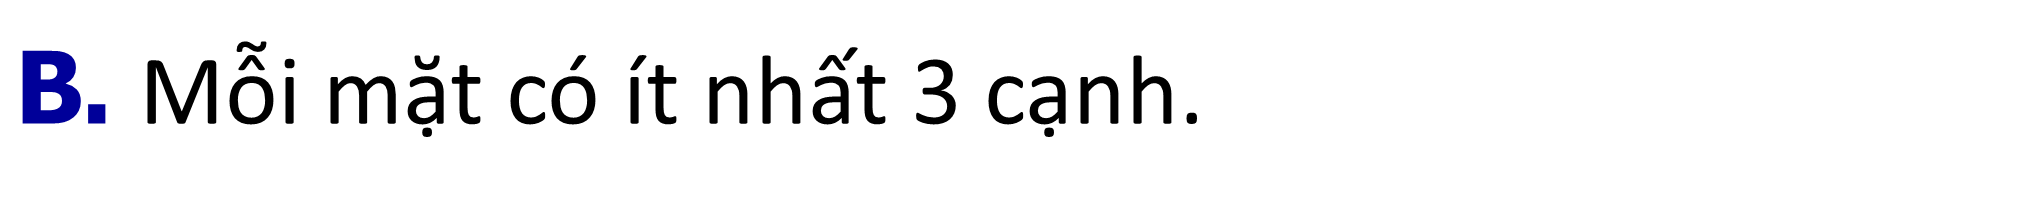 B. Mỗi mặt có ít nhất 3 cạnh.